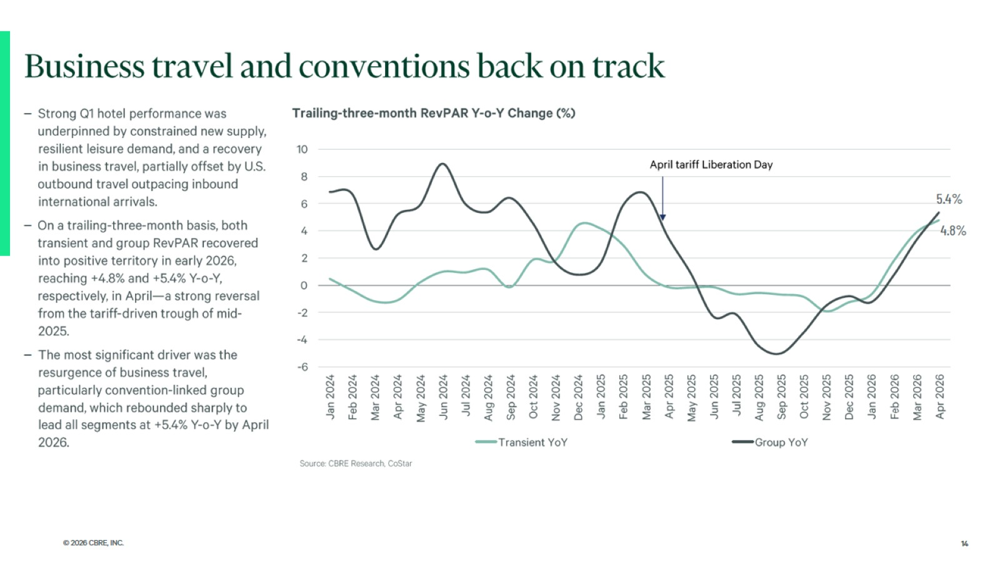 Business travel and conventions back on track
– Strong Q1 hotel performance was
underpinned by constrained new supply,
resilient leisure demand, and a recovery
in business travel, partially offset by U.S.
outbound travel outpacing inbound
international arrivals.
– On a trailing-three-month basis, both
transient and group RevPAR recovered
into positive territory in early 2026,
reaching +4.8% and +5.4% Y-o-Y,
respectively, in April—a strong reversal
from the tariff-driven trough of mid-
2025.
– The most significant driver was the
resurgence of business travel,
particularly convention-linked group
demand, which rebounded sharply to
lead all segments at +5.4% Y-o-Y by April
2026.
Trailing-three-month RevPAR Y-o-Y Change (%)
10
8
6
4
2
0
-2
-4
-6
April tariff Liberation Day
5.4%
4.8%
Jan 2024
Feb 2024
Mar 2024
Apr 2024
May 2024
Jun 2024
Jul 2024
Aug 2024
Sep 2024
Oct 2024
Nov 2024
Dec 2024
Jan 2025
Feb 2025
Mar 2025
Apr 2025
May 2025
Jun 2025
Jul 2025
Aug 2025
Sep 2025
Oct 2025
Nov 2025
Dec 2025
Jan 2026
Feb 2026
Mar 2026
Apr 2026
Transient YoY
Group YoY
Source: CBRE Research, CoStar
© 2026 CBRE, INC.
14